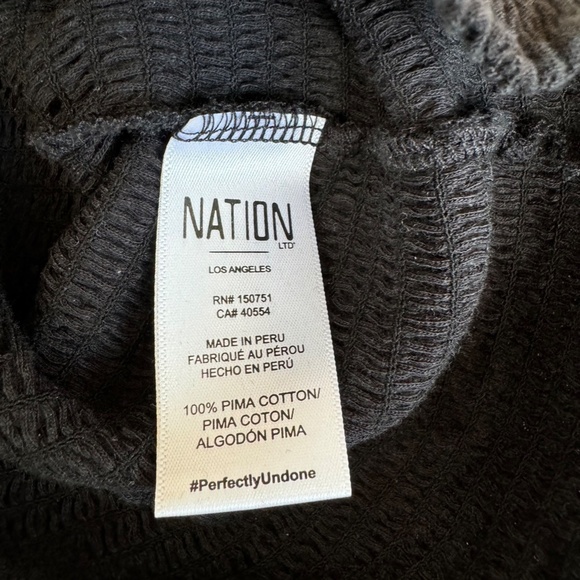 NATION
LTD
LOS ANGELES
RN# 150751
CA# 40554
MADE IN PERU
FABRIQUÉ AU PÉROU
HECHO EN PERÚ
100% PIMA COTTON/
PIMA COTON/
ALGODÓN PIMA
#PerfectlyUndone